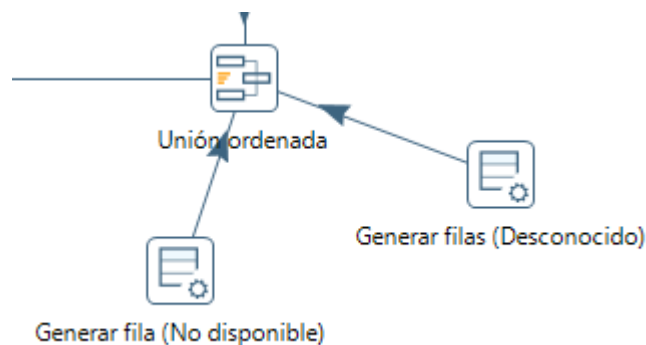 Unión ordenada
Generar filas (Desconocido)
Generar fila (No disponible)